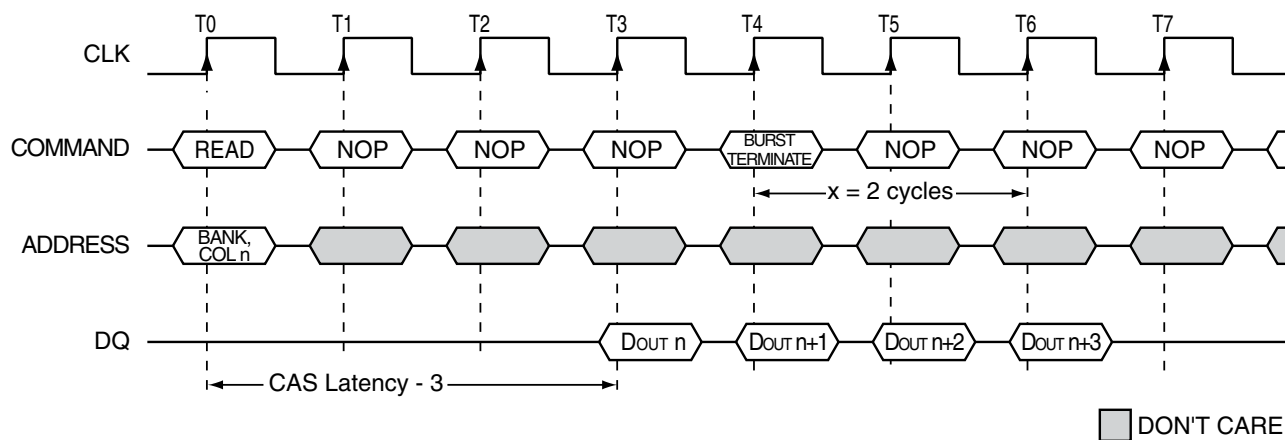 T0 T1 T2 T3 T4 T5 T6 T7
CLK
COMMAND READ NOP NOP NOP BURST TERMINATE NOP NOP NOP
x = 2 cycles
ADDRESS BANK, COL n
DQ DOUT n DOUT n+1 DOUT n+2 DOUT n+3
CAS Latency - 3
DON'T CARE